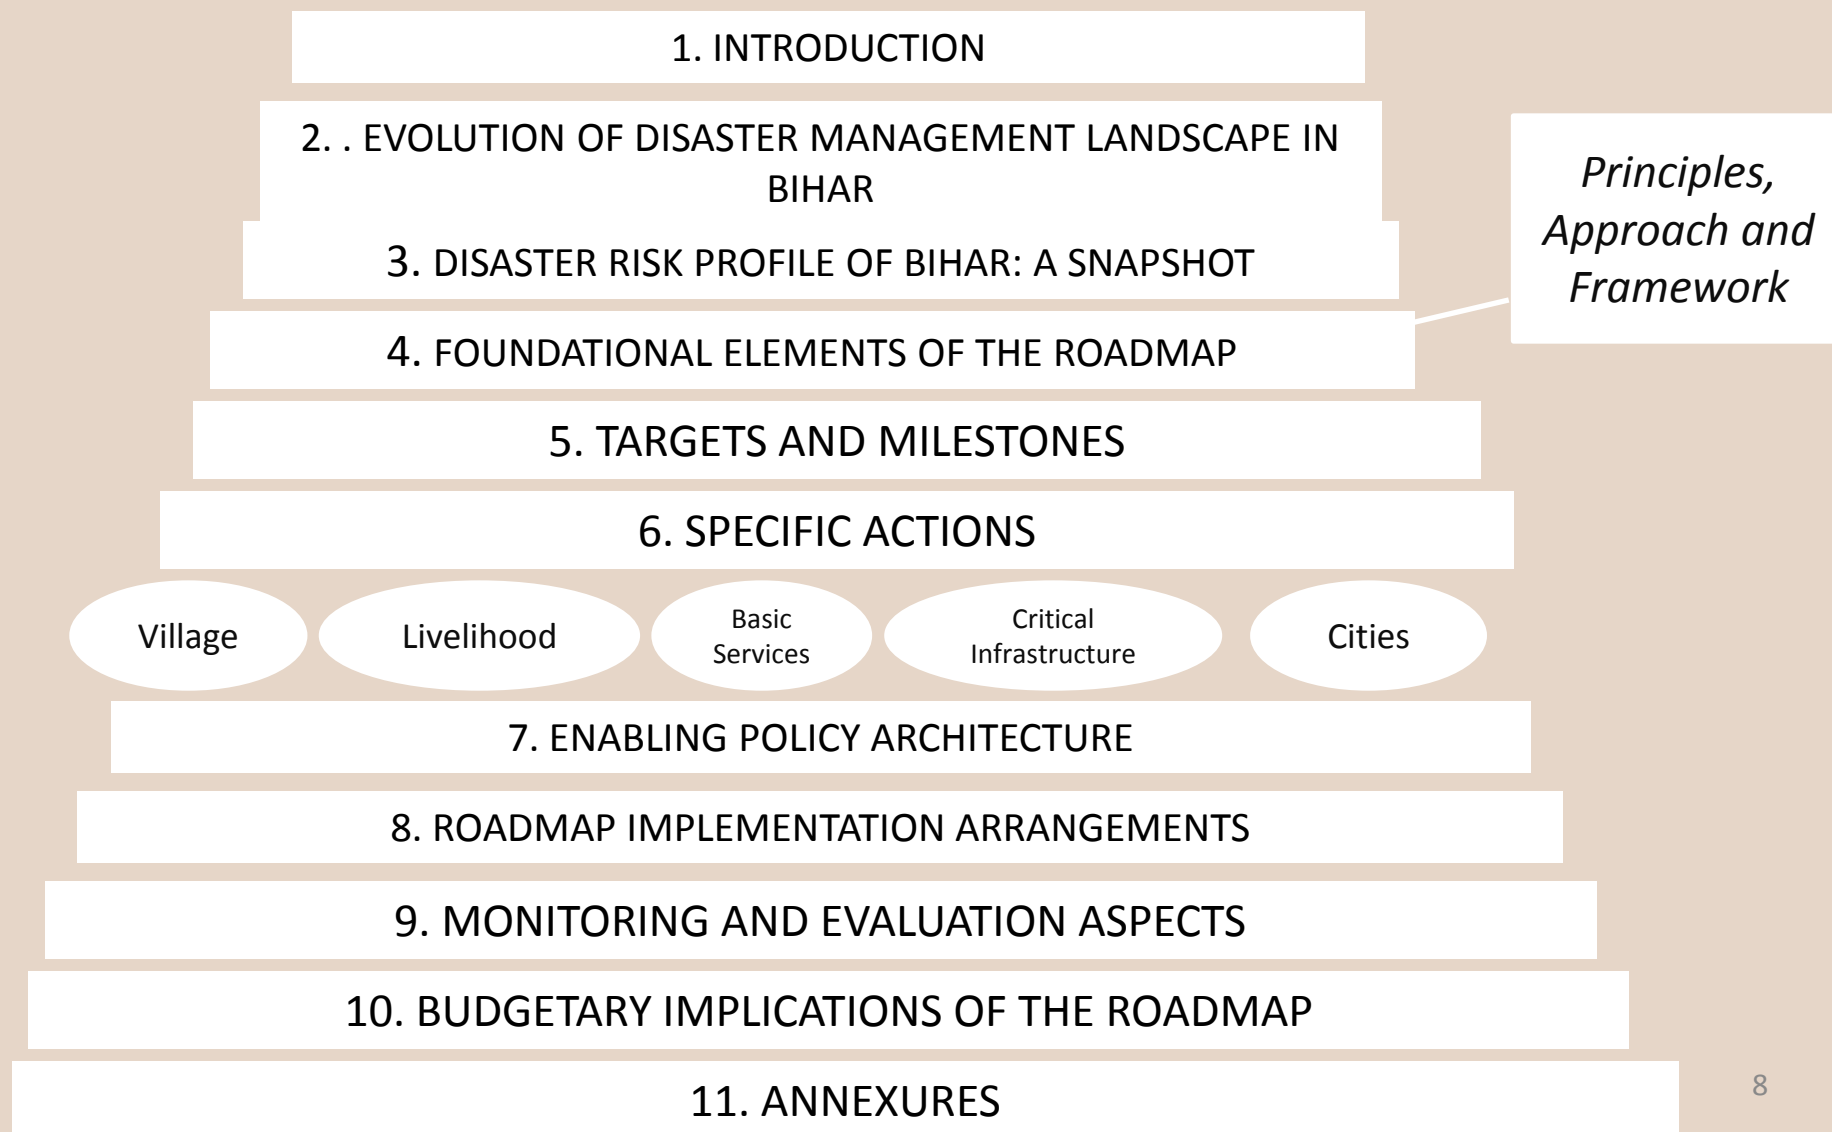 1. INTRODUCTION
2. . EVOLUTION OF DISASTER MANAGEMENT LANDSCAPE IN
BIHAR
3. DISASTER RISK PROFILE OF BIHAR: A SNAPSHOT
Principles,
Approach and
Framework
4. FOUNDATIONAL ELEMENTS OF THE ROADMAP
5. TARGETS AND MILESTONES
6. SPECIFIC ACTIONS
Village
Livelihood
Basic
Services
Critical
Infrastructure
Cities
7. ENABLING POLICY ARCHITECTURE
8. ROADMAP IMPLEMENTATION ARRANGEMENTS
9. MONITORING AND EVALUATION ASPECTS
10. BUDGETARY IMPLICATIONS OF THE ROADMAP
11. ANNEXURES
8